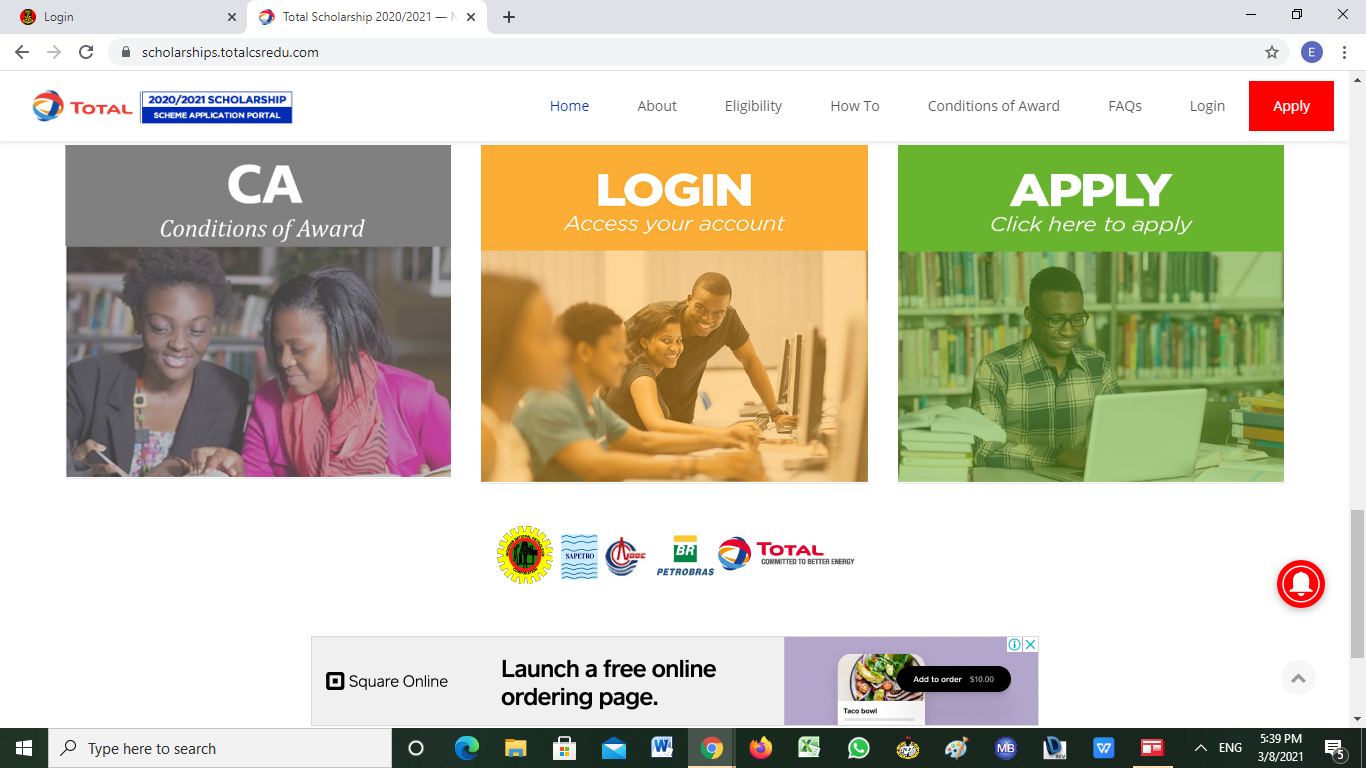 Login
Total Scholarship 2020/2021 — N
scholarships.totalcsredu.com
E
TOTAL
2020/2021 SCHOLARSHIP
SCHEME APPLICATION PORTAL
Home
About
Eligibility
How To
Conditions of Award
FAQs
Login
Apply
CA
Conditions of Award
LOGIN
Access your account
APPLY
Click here to apply
SAPETRO
BR
PETROBRAS
TOTAL
COMMITTED TO BETTER ENERGY
Square Online
Launch a free online
ordering page.
Add to order $10.00
Taco bowl
Type here to search
MB
ENG
5:39 PM
3/8/2021
5